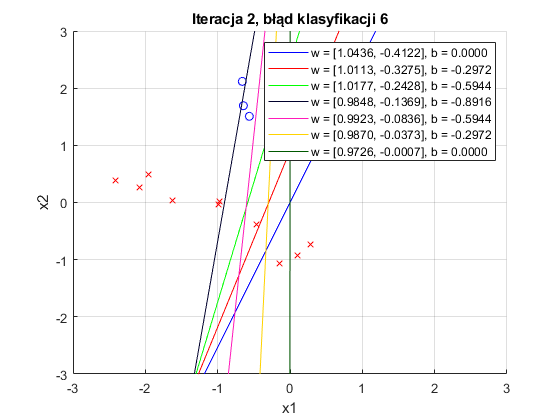 Iteracja 2, błąd klasyfikacji 6
3
w = [1.0436, -0.4122], b = 0.0000
w = [1.0113, -0.3275], b = -0.2972
w = [1.0177, -0.2428], b = -0.5944
w = [0.9848, -0.1369], b = -0.8916
w = [0.9923, -0.0836], b = -0.5944
w = [0.9870, -0.0373], b = -0.2972
w = [0.9726, -0.0007], b = 0.0000
2
1
x2
0
-1
-2
-3
-3 -2 -1 0 1 2 3
x1